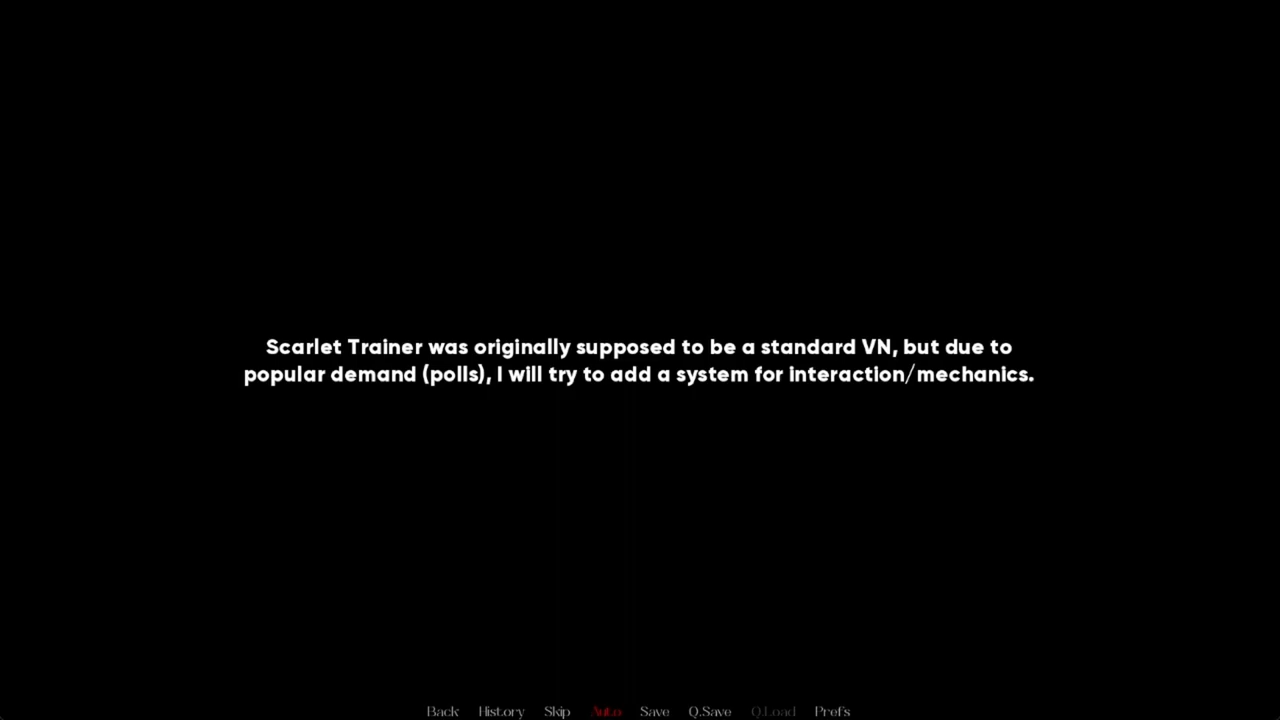 Scarlet Trainer was originally supposed to be a standard VN, but due to
popular demand (polls), I will try to add a system for interaction/mechanics.
Back History Skip Auto Save Q.Save Q.Load Prefs